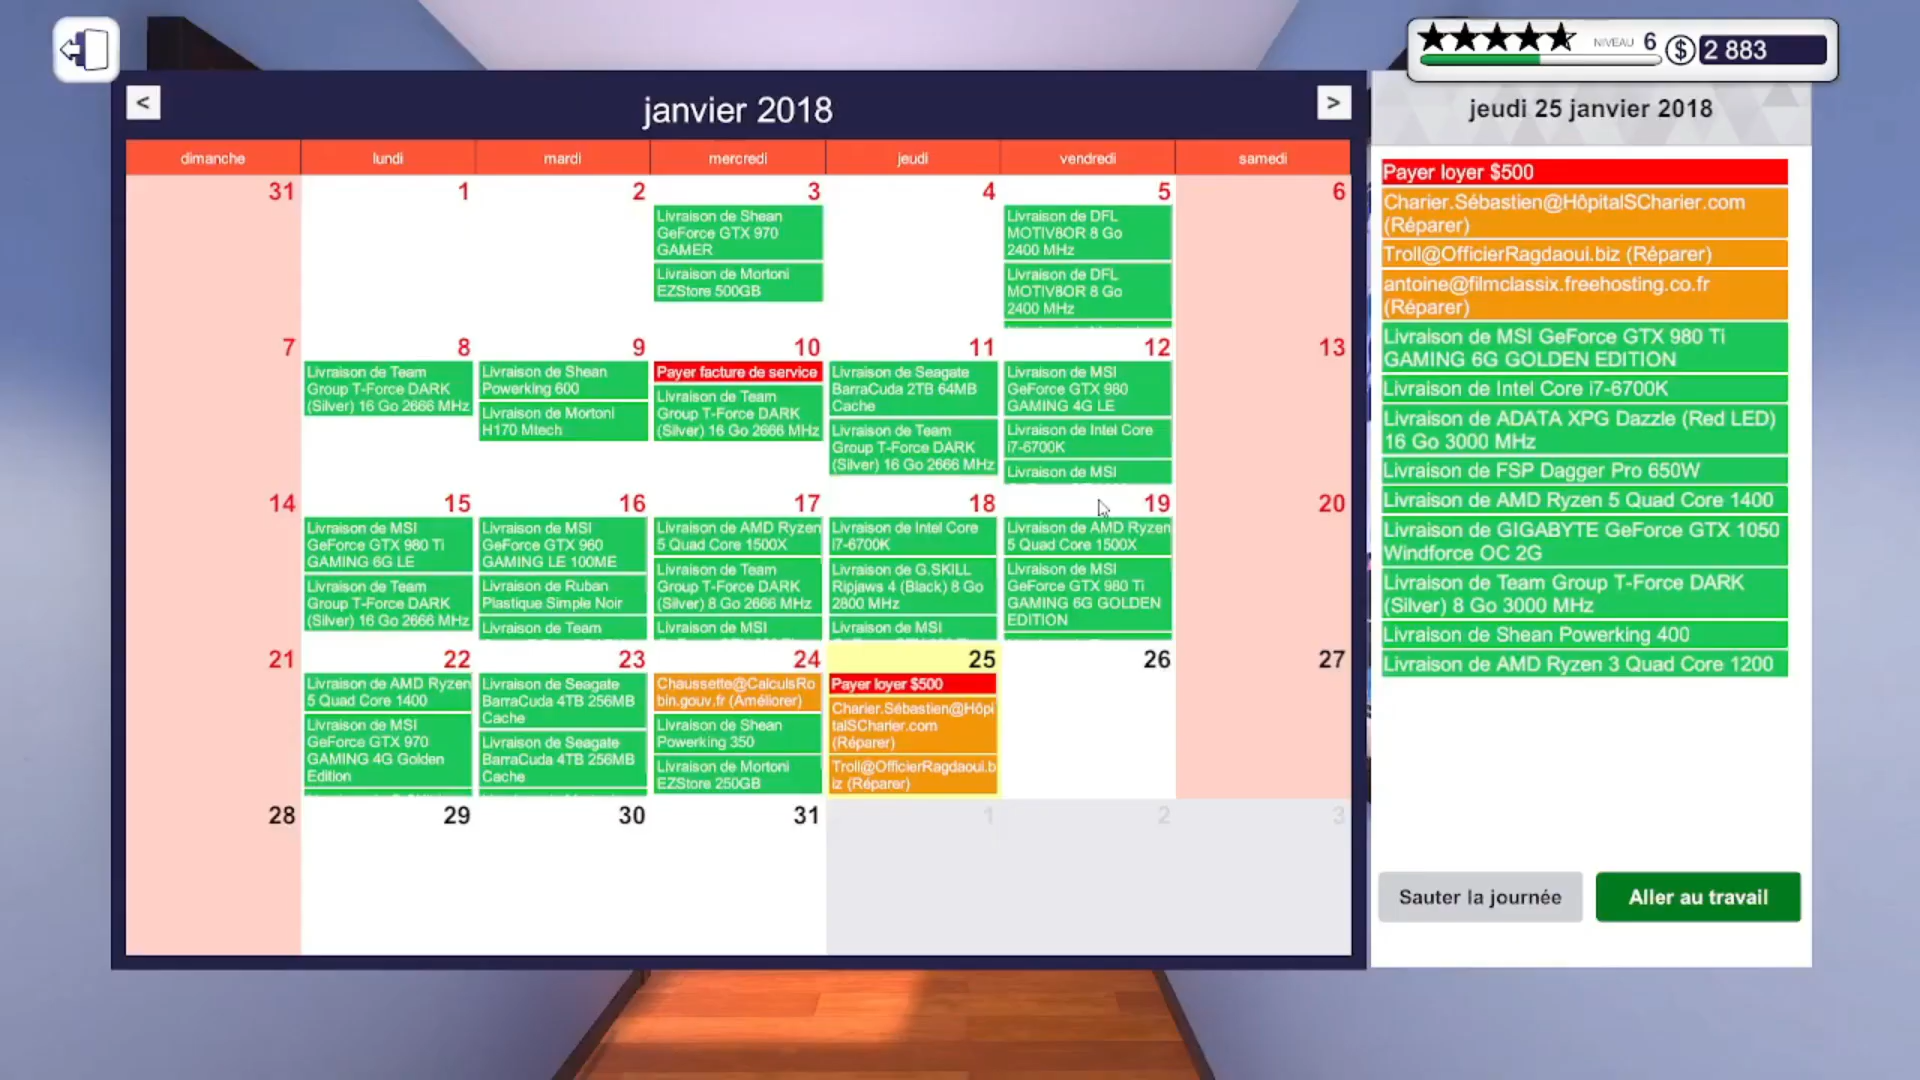 NIVEAU 6
$ 2 883
<
janvier 2018
>
jeudi 25 janvier 2018
dimanche
lundi
mardi
mercredi
jeudi
vendredi
samedi
31
1
2
3
Livraison de Shean
GeForce GTX 970
GAMER
Livraison de Mortoni
EZStore 500GB
4
5
Livraison de DFL
MOTIV8OR 8 Go
2400 MHz
Livraison de DFL
MOTIV8OR 8 Go
2400 MHz
6
7
8
Livraison de Team
Group T-Force DARK
(Silver) 16 Go 2666 MHz
9
Livraison de Shean
Powerking 600
Livraison de Mortoni
H170 Mtech
10
Payer facture de service
Livraison de Team
Group T-Force DARK
(Silver) 16 Go 2666 MHz
11
Livraison de Seagate
BarraCuda 2TB 64MB
Cache
Livraison de Team
Group T-Force DARK
(Silver) 16 Go 2666 MHz
12
Livraison de MSI
GeForce GTX 980
GAMING 4G LE
Livraison de Intel Core
i7-6700K
Livraison de MSI
13
14
15
Livraison de MSI
GeForce GTX 980 Ti
GAMING 6G LE
Livraison de Team
Group T-Force DARK
(Silver) 16 Go 2666 MHz
16
Livraison de MSI
GeForce GTX 960
GAMING LE 100ME
Livraison de Ruban
Plastique Simple Noir
Livraison de Team
17
Livraison de AMD Ryzen
5 Quad Core 1500X
Livraison de Team
Group T-Force DARK
(Silver) 8 Go 2666 MHz
Livraison de MSI
18
Livraison de Intel Core
i7-6700K
Livraison de G.SKILL
Ripjaws 4 (Black) 8 Go
2800 MHz
Livraison de MSI
19
Livraison de AMD Ryzen
5 Quad Core 1500X
Livraison de MSI
GeForce GTX 980 Ti
GAMING 6G GOLDEN
EDITION
20
21
22
Livraison de AMD Ryzen
5 Quad Core 1400
Livraison de MSI
GeForce GTX 970
GAMING 4G Golden
Edition
23
Livraison de Seagate
BarraCuda 4TB 256MB
Cache
Livraison de Seagate
BarraCuda 4TB 256MB
Cache
24
Chaussette@CalculsRo
bin.gouv.fr (Améliorer)
Livraison de Shean
Powerking 350
Livraison de Mortoni
EZStore 250GB
25
Payer loyer $500
Charier.Sébastien@Hôpi
talSCharier.com
(Réparer)
Troll@OfficierRagdaoui.b
iz (Réparer)
26
27
28
29
30
31
1
2
3
Payer loyer $500
Charier.Sébastien@HôpitalSCharier.com
(Réparer)
Troll@OfficierRagdaoui.biz (Réparer)
antoine@filmclassix.freehosting.co.fr
(Réparer)
Livraison de MSI GeForce GTX 980 Ti
GAMING 6G GOLDEN EDITION
Livraison de Intel Core i7-6700K
Livraison de ADATA XPG Dazzle (Red LED)
16 Go 3000 MHz
Livraison de FSP Dagger Pro 650W
Livraison de AMD Ryzen 5 Quad Core 1400
Livraison de GIGABYTE GeForce GTX 1050
Windforce OC 2G
Livraison de Team Group T-Force DARK
(Silver) 8 Go 3000 MHz
Livraison de Shean Powerking 400
Livraison de AMD Ryzen 3 Quad Core 1200
Sauter la journée
Aller au travail